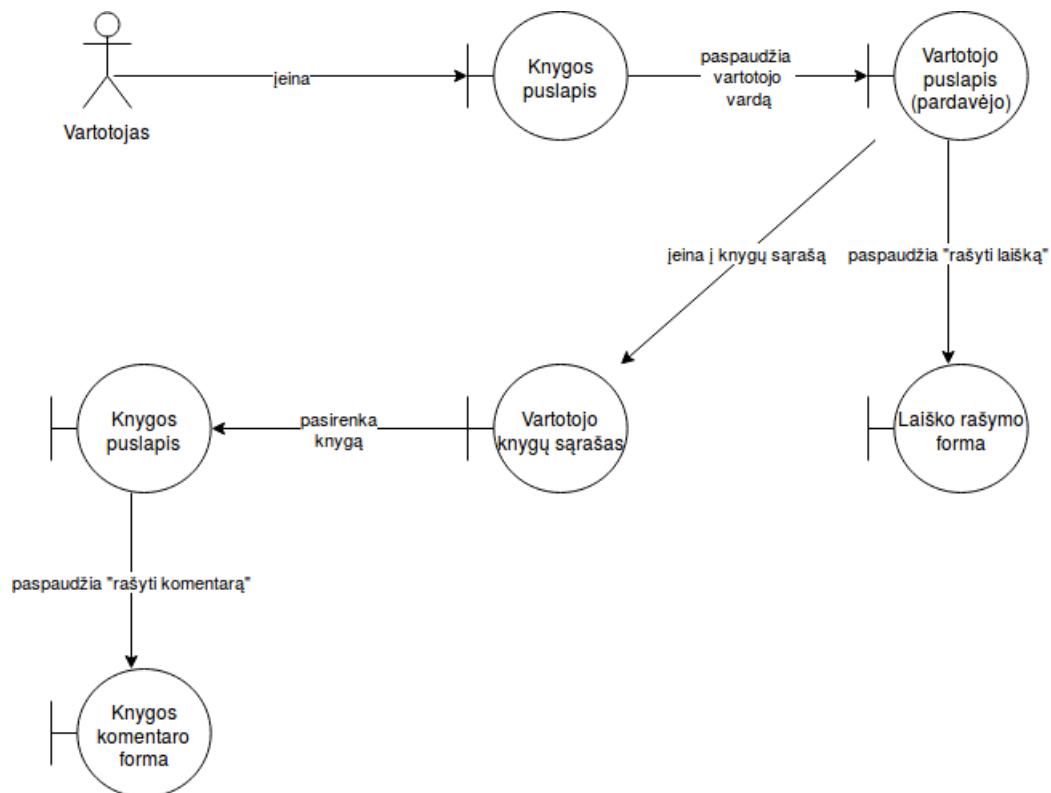 Vartotojas
įeina
Knygos
puslapis
paspaudžia
vartotojo
vardą
Vartotojo
puslapis
(pardavėjo)
įeina į knygų sąrašą
paspaudžia "rašyti laišką"
Knygos
puslapis
pasirenka
knygą
Vartotojo
knygų sąrašas
Laiško rašymo
forma
paspaudžia "rašyti komentarą"
Knygos
komentaro
forma